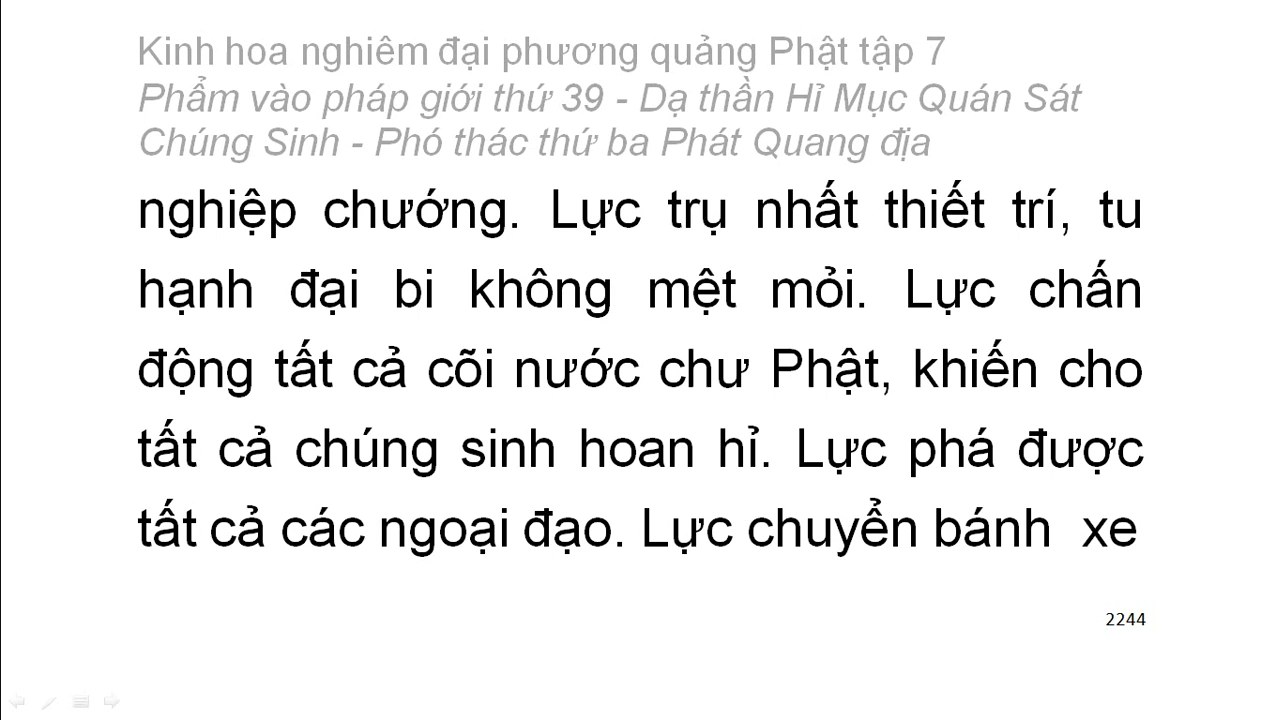 Kinh hoa nghiêm đại phương quảng Phật tập 7
Phẩm vào pháp giới thứ 39 - Dạ thần Hỉ Mục Quán Sát
Chúng Sinh - Phó thác thứ ba Phát Quang địa
nghiệp chướng. Lực trụ nhất thiết trí, tu
hạnh đại bi không mệt mỏi. Lực chấn
động tất cả cõi nước chư Phật, khiến cho
tất cả chúng sinh hoan hỉ. Lực phá được
tất cả các ngoại đạo. Lực chuyển bánh xe
2244